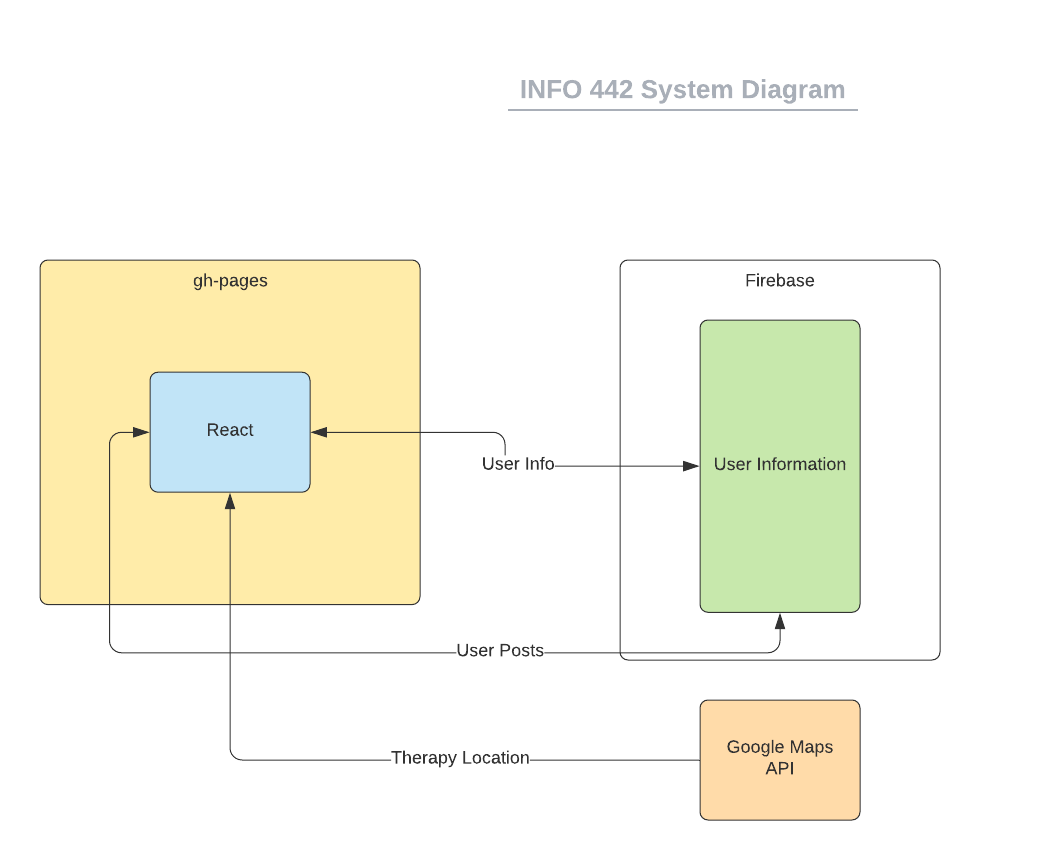 INFO 442 System Diagram
gh-pages
Firebase
React
User Info
User Information
User Posts
Google Maps
API
Therapy Location